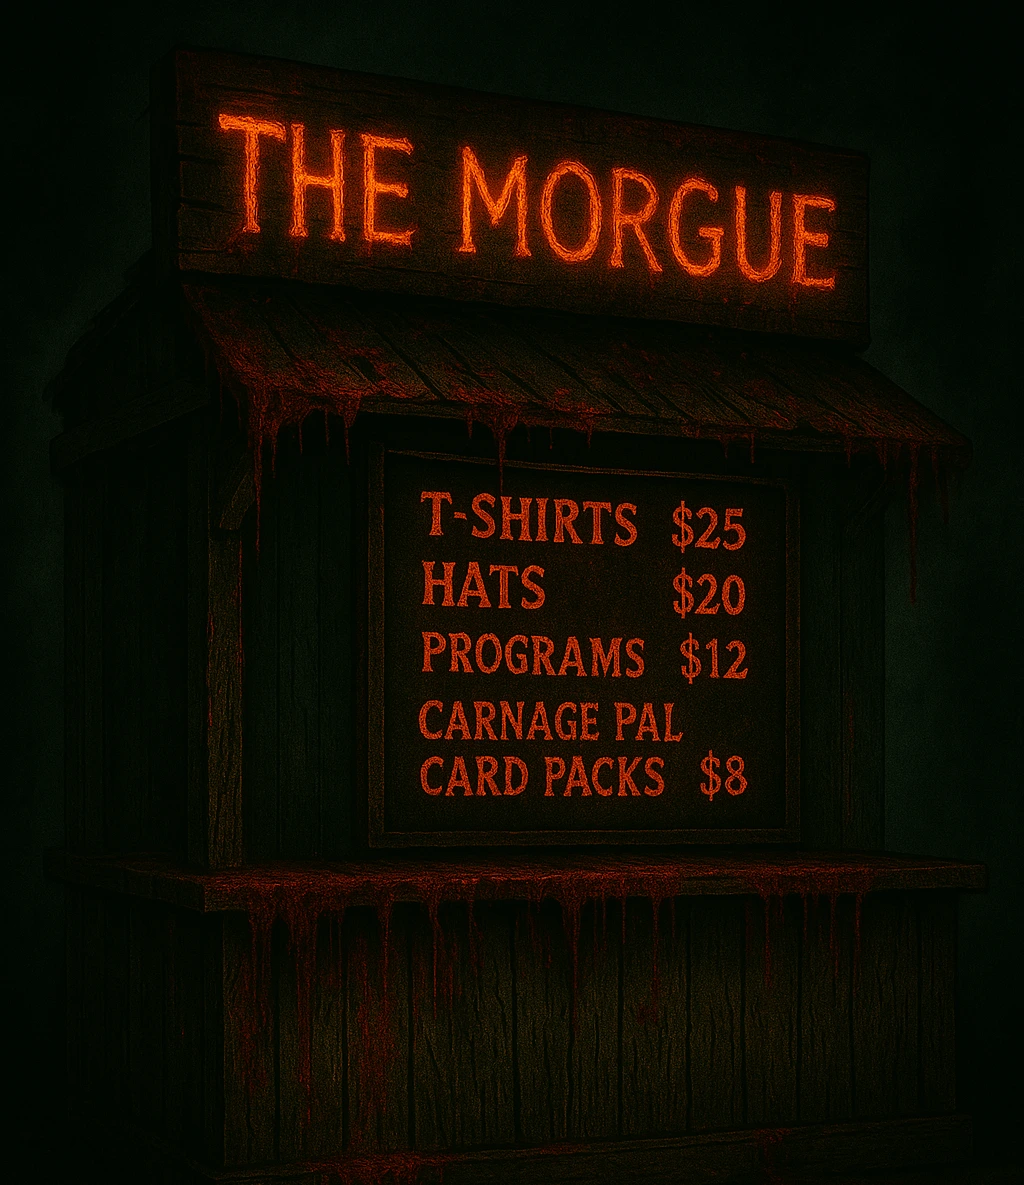 THE MORGUE
T-SHIRTS $25
HATS $20
PROGRAMS $12
CARNAGE PAL
CARD PACKS $8